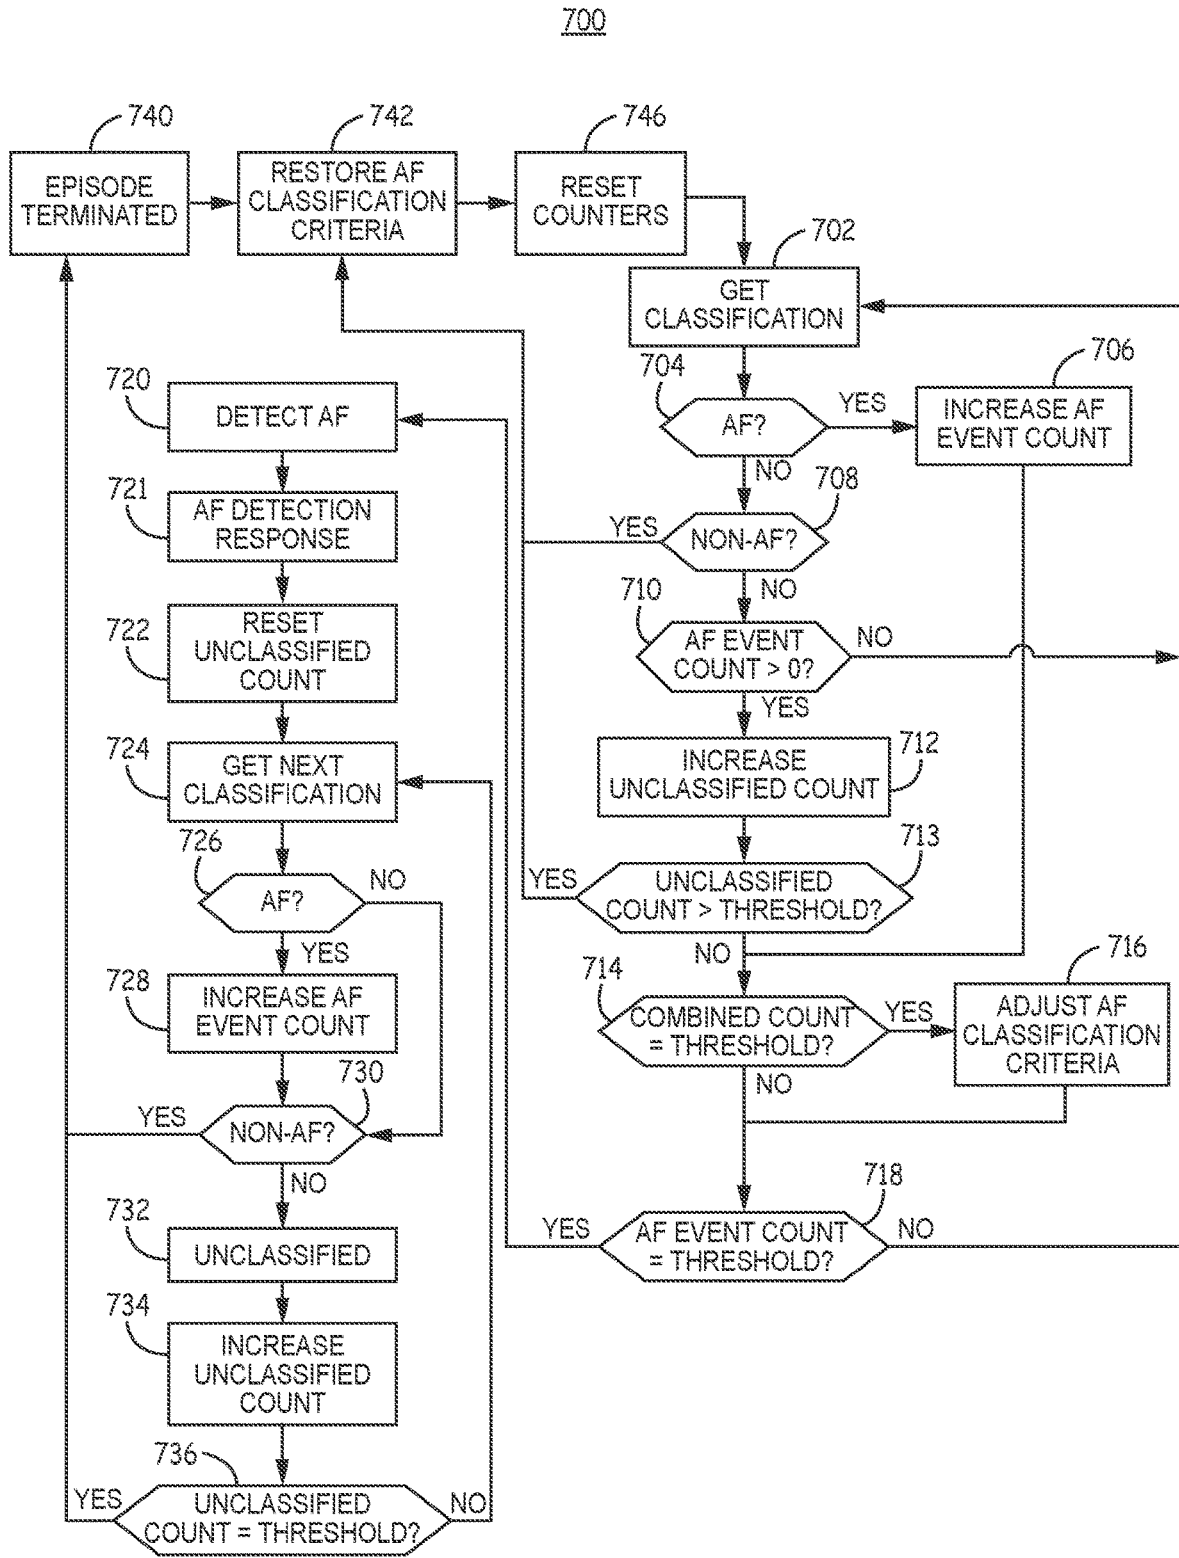 700
740
742
746
EPISODE
TERMINATED
RESTORE AF
CLASSIFICATION
CRITERIA
RESET
COUNTERS
702
GET
CLASSIFICATION
704
AF?
YES
NO
706
INCREASE AF
EVENT COUNT
708
NON-AF?
YES
NO
710
AF EVENT
COUNT > 0?
NO
YES
712
INCREASE
UNCLASSIFIED COUNT
713
UNCLASSIFIED
COUNT > THRESHOLD?
YES
NO
714
COMBINED COUNT
= THRESHOLD?
YES
NO
716
ADJUST AF
CLASSIFICATION
CRITERIA
718
AF EVENT COUNT
= THRESHOLD?
YES
NO
720
DETECT AF
721
AF DETECTION
RESPONSE
722
RESET
UNCLASSIFIED
COUNT
724
GET NEXT
CLASSIFICATION
726
AF?
NO
YES
728
INCREASE AF
EVENT COUNT
730
NON-AF?
YES
NO
732
UNCLASSIFIED
734
INCREASE
UNCLASSIFIED
COUNT
736
UNCLASSIFIED
COUNT = THRESHOLD?
YES
NO